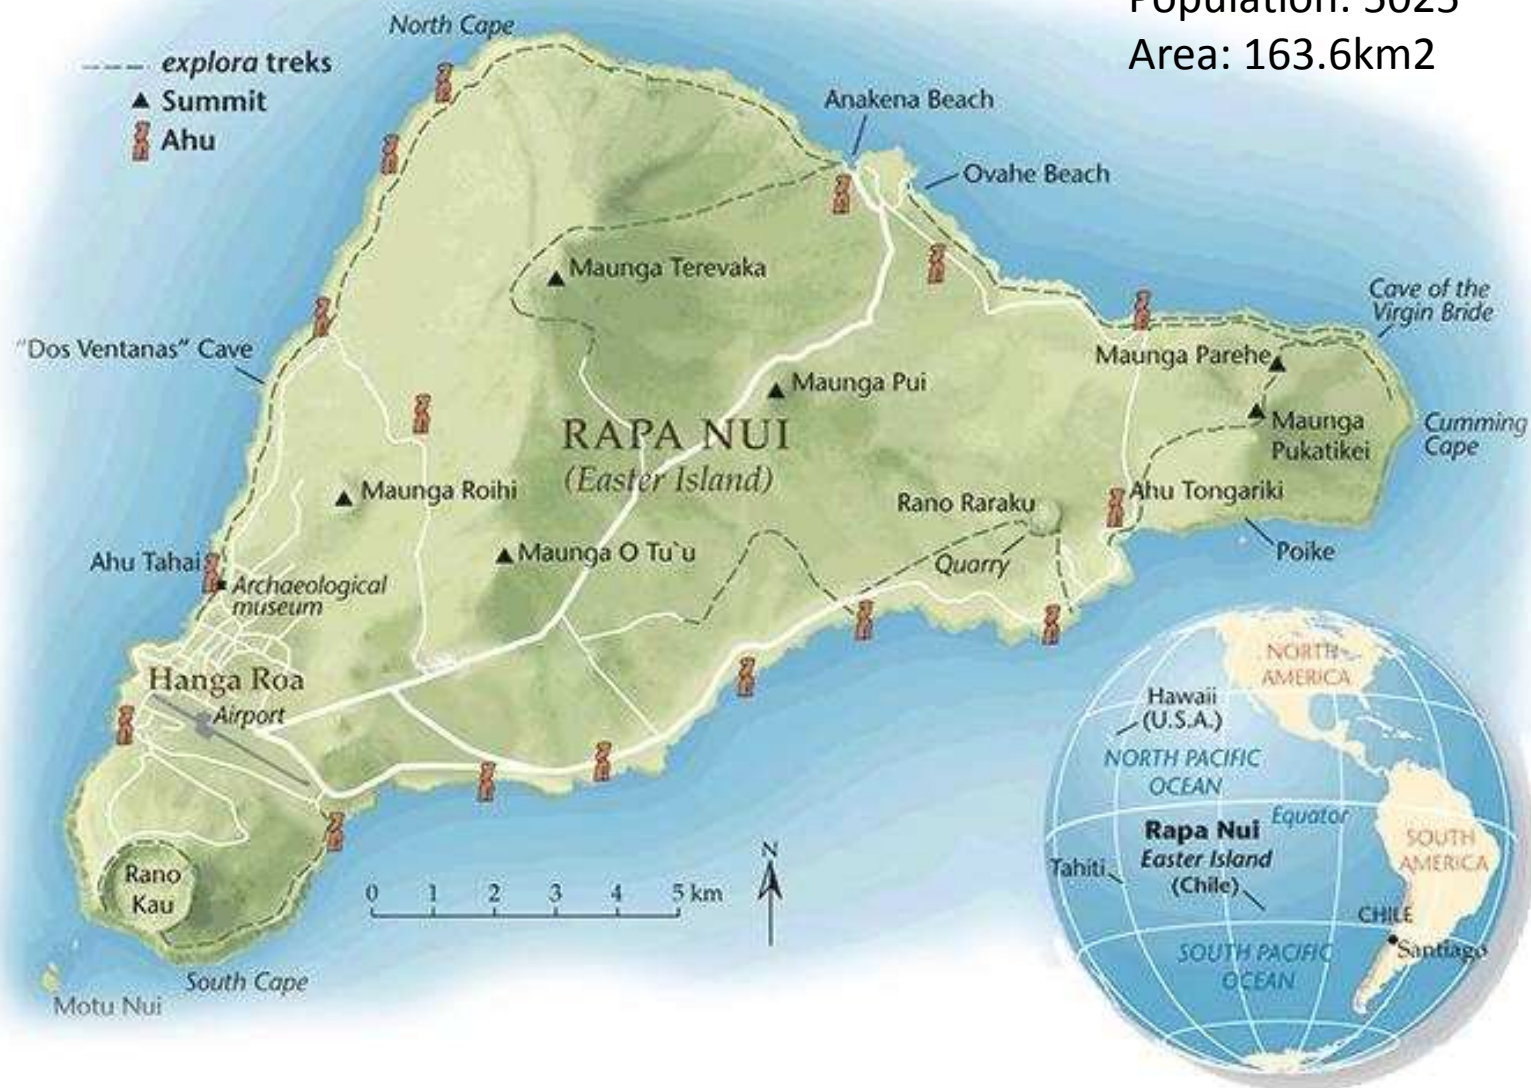 Population: 5025
Area: 163.6km2
North Cape
explora treks
Summit
Ahu
Anakena Beach
Ovahe Beach
Maunga Terevaka
Cave of the
Virgin Bride
"Dos Ventanas" Cave
Maunga Parehe
Maunga Pui
RAPA NUI
(Easter Island)
Maunga
Pukatikei
Cumming
Cape
Maunga Roihi
Rano Raraku
Ahu Tongariki
Maunga O Tu`u
Quarry
Poike
Ahu Tahai
Archaeological
museum
Hanga Roa
Airport
Rano
Kau
0 1 2 3 4 5 km
N
South Cape
Motu Nui
NORTH
AMERICA
Hawaii
(U.S.A.)
NORTH PACIFIC
OCEAN
Equator
Rapa Nui
Easter Island
(Chile)
Tahiti
SOUTH
AMERICA
CHILE
Santiago
SOUTH PACIFIC
OCEAN